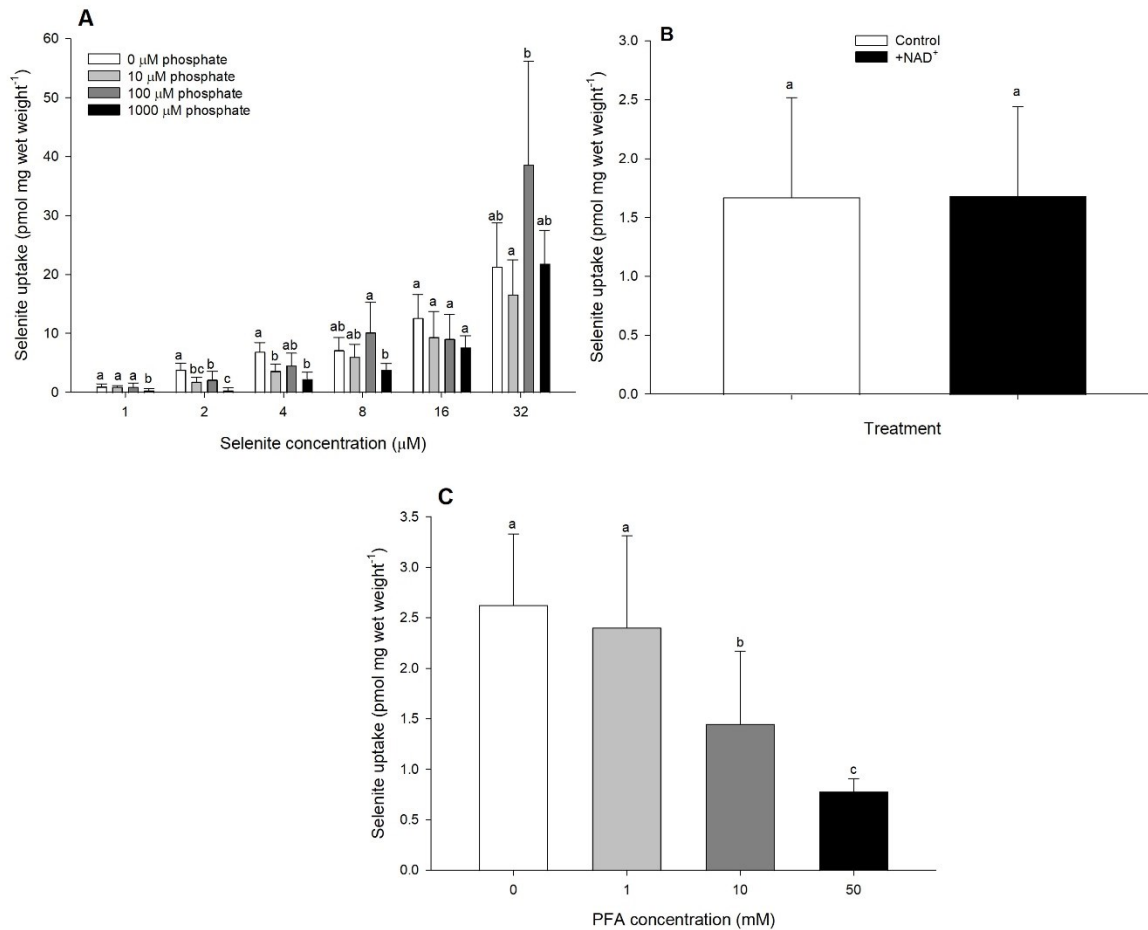 A
Selenite uptake (pmol mg wet weight⁻¹)
60
50
40
30
20
10
0
0 μM phosphate
10 μM phosphate
100 μM phosphate
1000 μM phosphate
a a a b
a bc b c
a b ab b
ab ab a b
a a a a
ab a b ab
1 2 4 8 16 32
Selenite concentration (μM)
B
Selenite uptake (pmol mg wet weight⁻¹)
3.0
2.5
2.0
1.5
1.0
0.5
0.0
Control
+NAD⁺
a a
Treatment
C
Selenite uptake (pmol mg wet weight⁻¹)
3.5
3.0
2.5
2.0
1.5
1.0
0.5
0.0
a a b c
0 1 10 50
PFA concentration (mM)